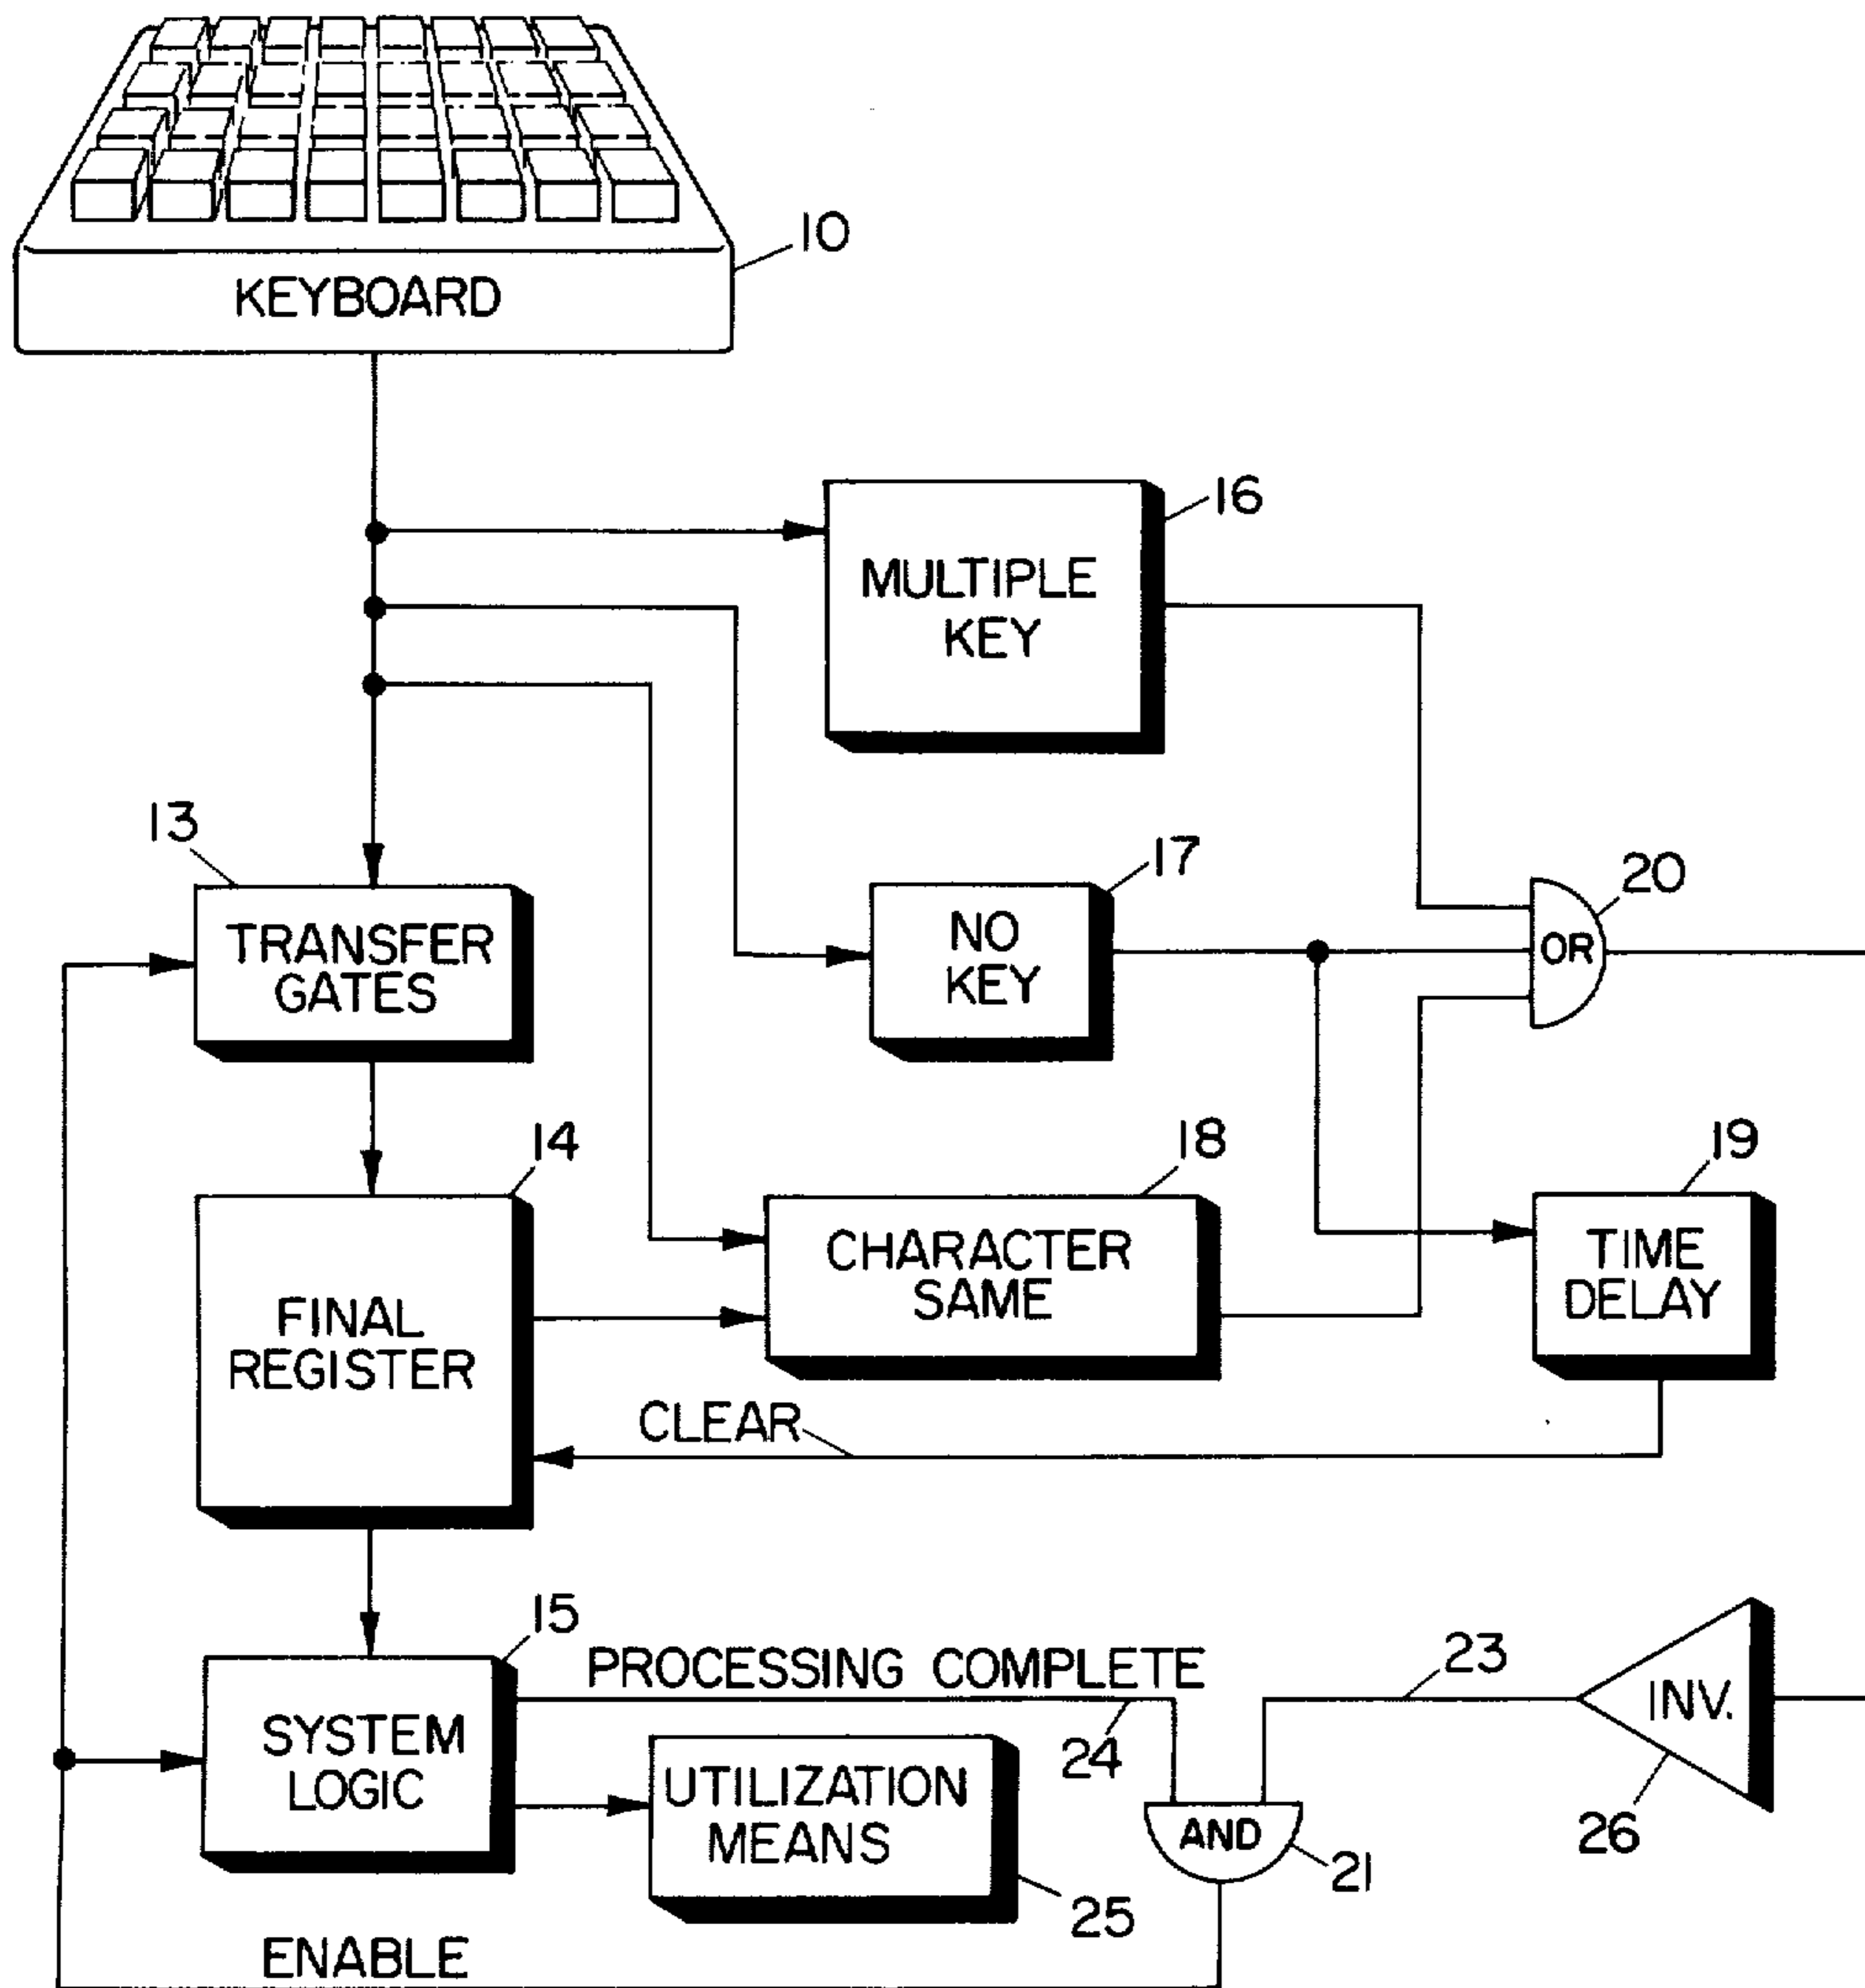 10
KEYBOARD
16
MULTIPLE
KEY
13
17
20
TRANSFER
GATES
NO
KEY
OR
14
18
19
FINAL
REGISTER
CHARACTER
SAME
TIME
DELAY
CLEAR
15
PROCESSING COMPLETE
23
SYSTEM
LOGIC
24
INV.
UTILIZATION
MEANS
AND
26
21
25
ENABLE